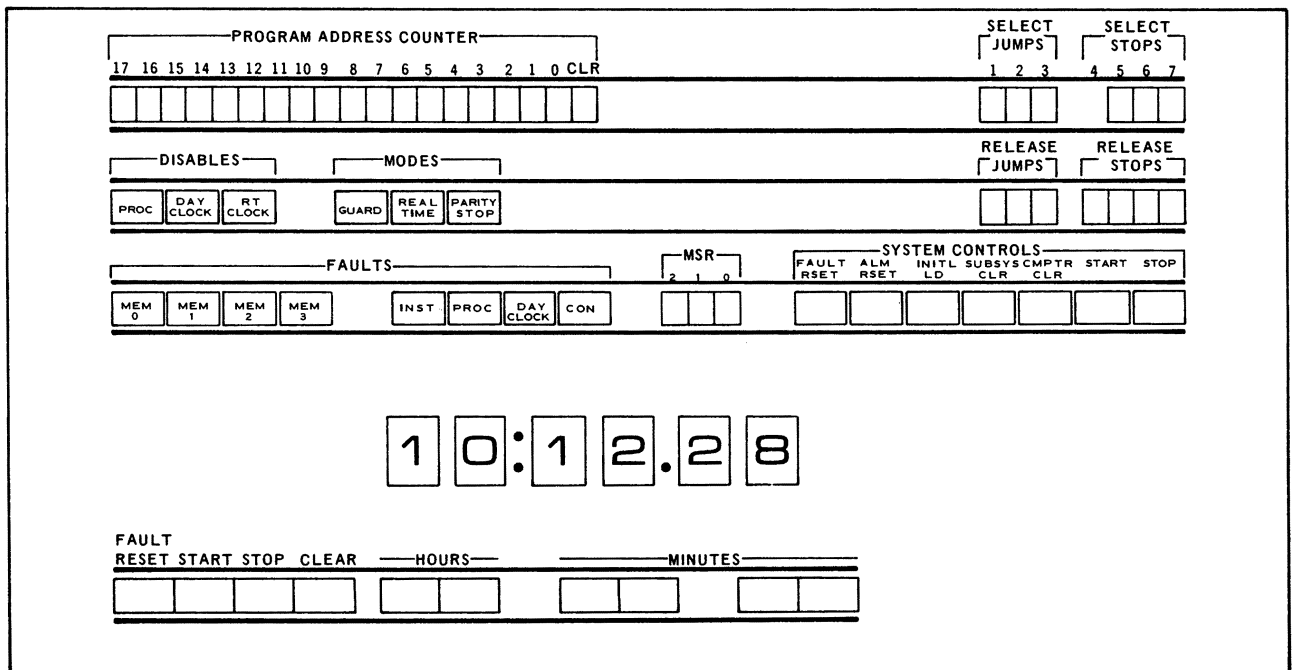 PROGRAM ADDRESS COUNTER
17 16 15 14 13 12 11 10 9 8 7 6 5 4 3 2 1 0 CLR
SELECT JUMPS
1 2 3
SELECT STOPS
4 5 6 7
DISABLES
PROC
DAY CLOCK
RT CLOCK
MODES
GUARD
REAL TIME
PARITY STOP
RELEASE JUMPS
RELEASE STOPS
FAULTS
MEM 0
MEM 1
MEM 2
MEM 3
INST
PROC
DAY CLOCK
CON
MSR
2 1 0
SYSTEM CONTROLS
FAULT RSET
ALM RSET
INITL LD
SUBSYS CLR
CMPTR CLR
START
STOP
10:12.28
FAULT RESET
START
STOP
CLEAR
HOURS
MINUTES